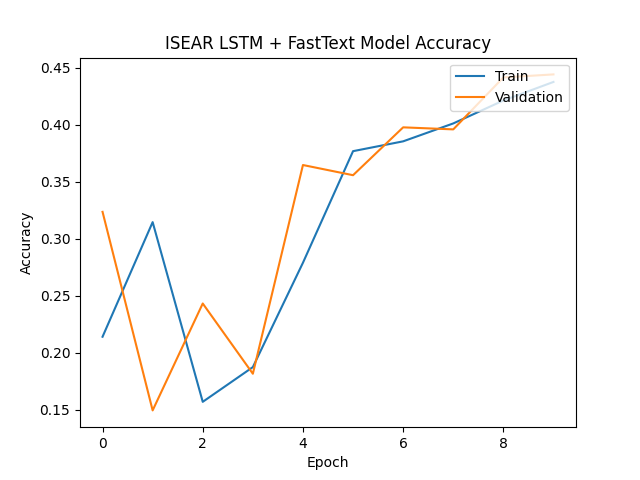 ISEAR LSTM + FastText Model Accuracy
Train
Validation
0.45
0.40
0.35
0.30
0.25
0.20
0.15
Accuracy
0 2 4 6 8
Epoch